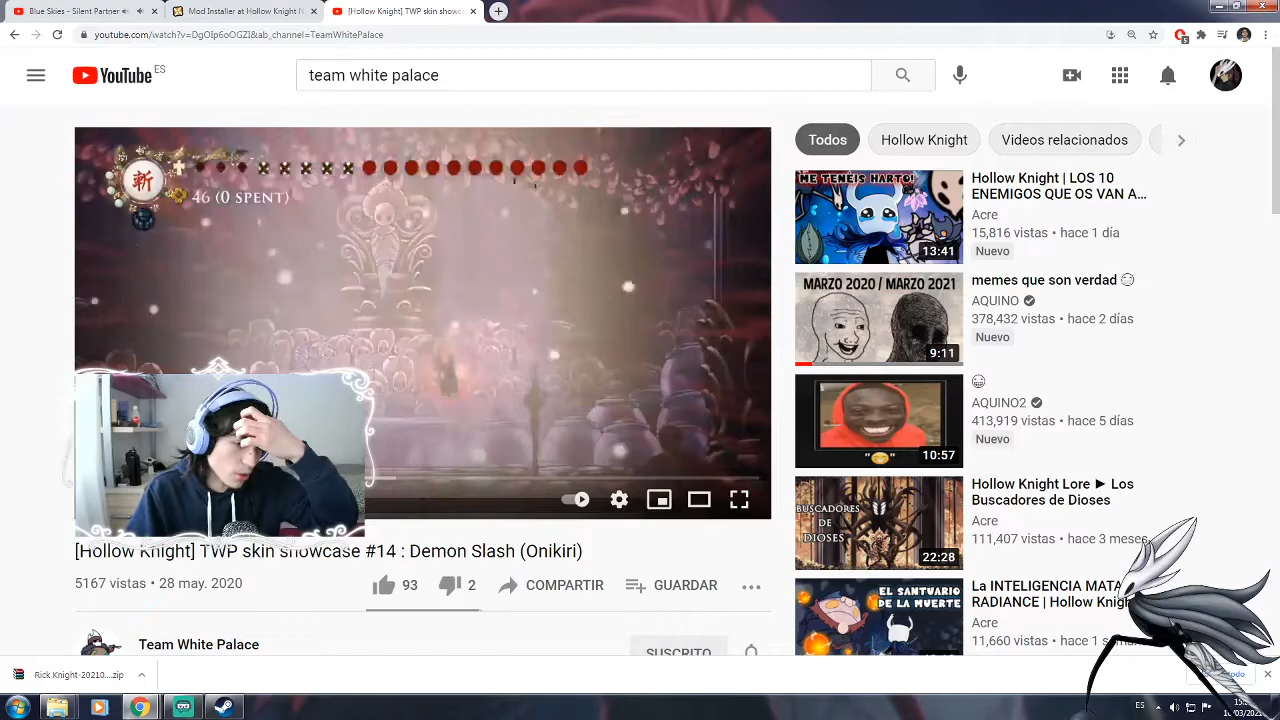 Blue Skies - Silent Partner
Mod Installer at Hollow Knight N
[Hollow Knight] TWP skin showc
youtube.com/watch?v=DgOIp6oOGZI&ab_channel=TeamWhitePalace
YouTube ES
team white palace
斬
46 (0 SPENT)
Todos
Hollow Knight
Videos relacionados
ME TENÉIS HARTO!
13:41
Hollow Knight | LOS 10
ENEMIGOS QUE OS VAN A...
Acre
15,816 vistas • hace 1 día
Nuevo
MARZO 2020 / MARZO 2021
9:11
memes que son verdad
AQUINO
378,432 vistas • hace 2 días
Nuevo
10:57
AQUINO2
413,919 vistas • hace 5 días
Nuevo
BUSCADORES
DE
DIOSES
22:28
Hollow Knight Lore ► Los
Buscadores de Dioses
Acre
111,407 vistas • hace 3 meses
EL SANTUARIO
DE LA MUERTE
La INTELIGENCIA MATA
RADIANCE | Hollow Knigh
Acre
11,660 vistas • hace 1
[Hollow Knight] TWP skin showcase #14 : Demon Slash (Onikiri)
5167 vistas • 28 may. 2020
93
2
COMPARTIR
GUARDAR
Team White Palace
SUSCRITO
Rick Knight-20210....zip
ES